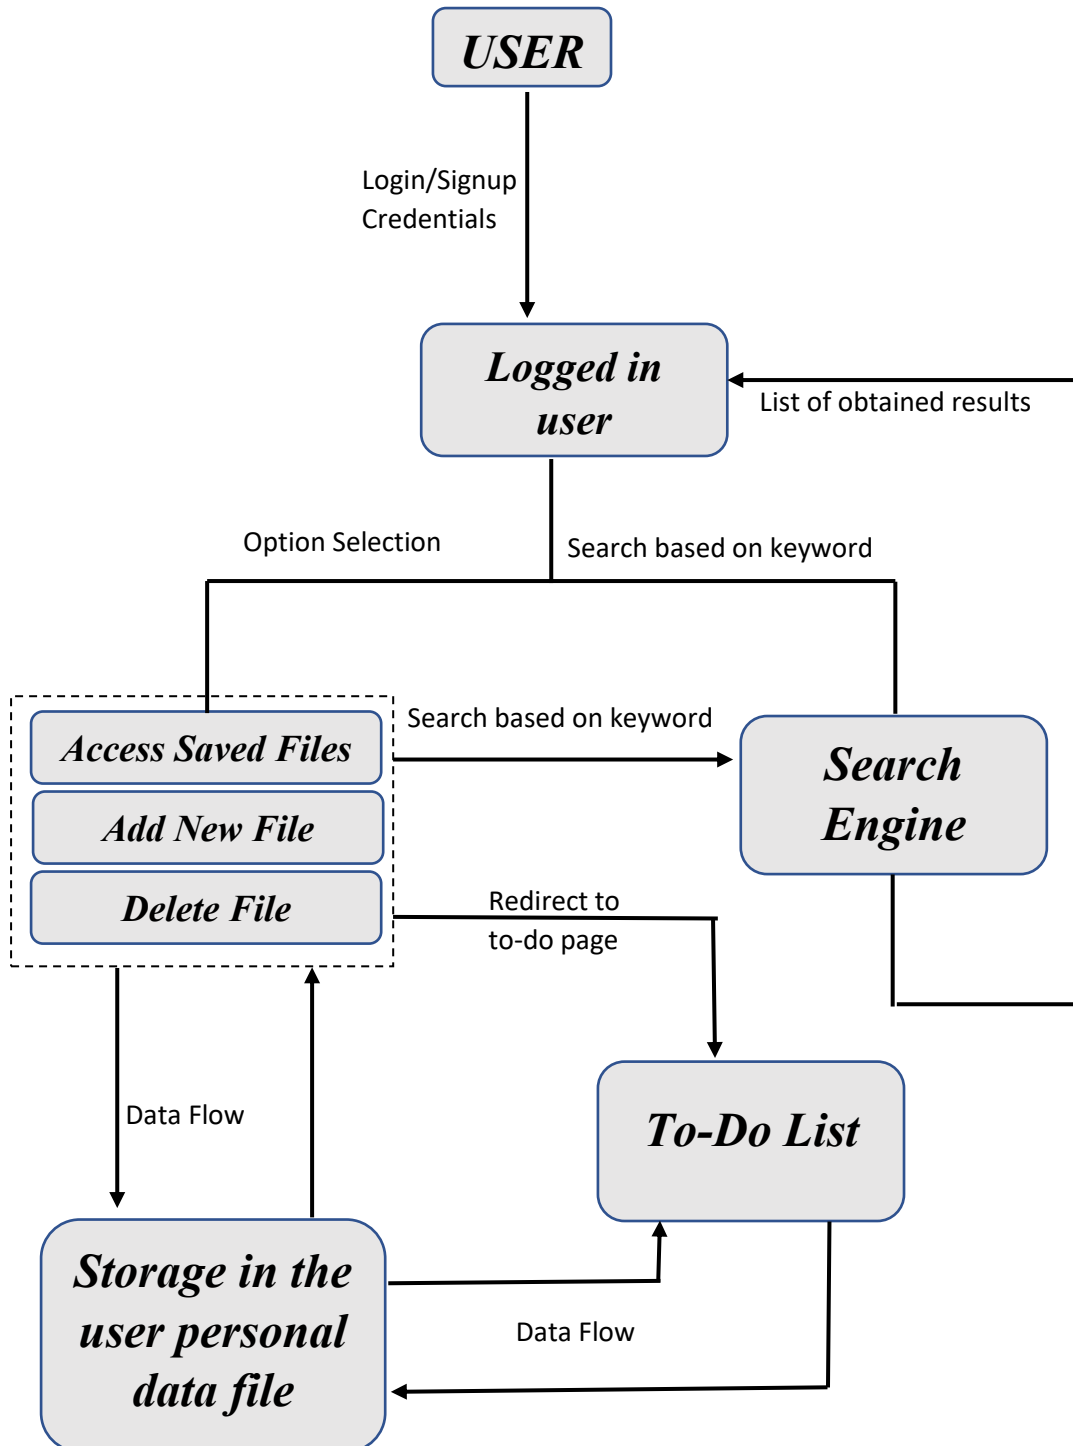 USER
Login/Signup
Credentials
Logged in
user
List of obtained results
Option Selection
Search based on keyword
Access Saved Files
Add New File
Delete File
Search based on keyword
Search
Engine
Redirect to
to-do page
Data Flow
To-Do List
Storage in the
user personal
data file
Data Flow